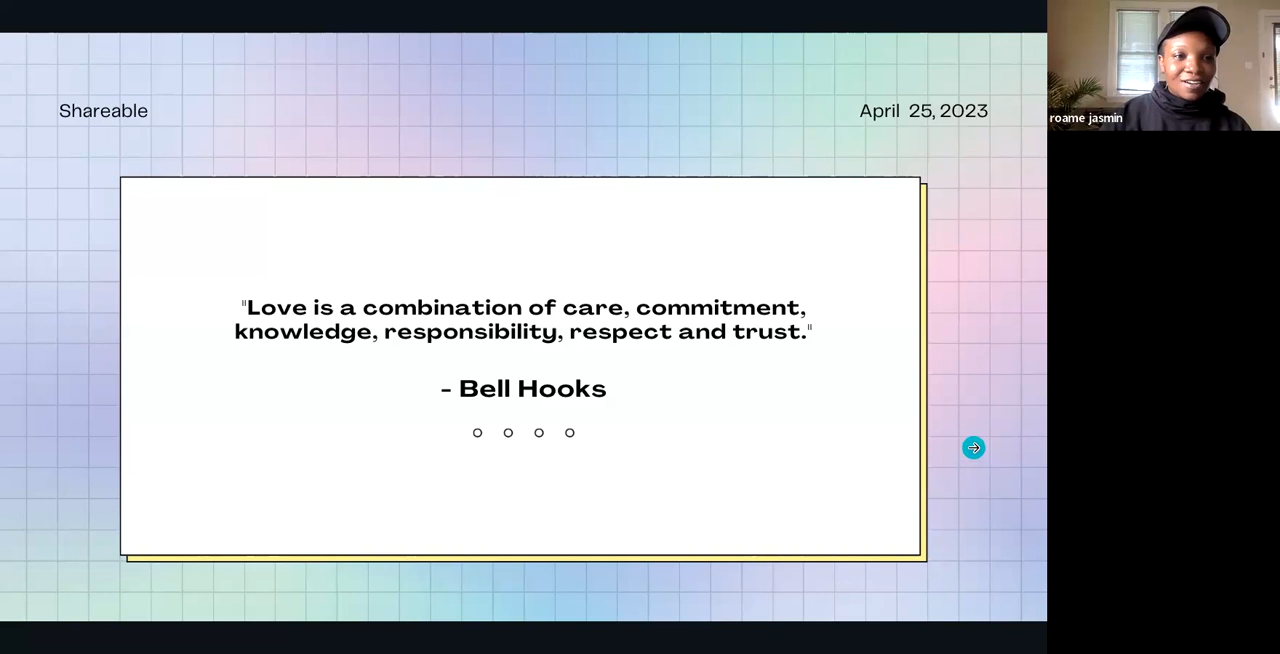 Shareable
April 25, 2023
roame jasmin
"Love is a combination of care, commitment,
knowledge, responsibility, respect and trust."
- Bell Hooks